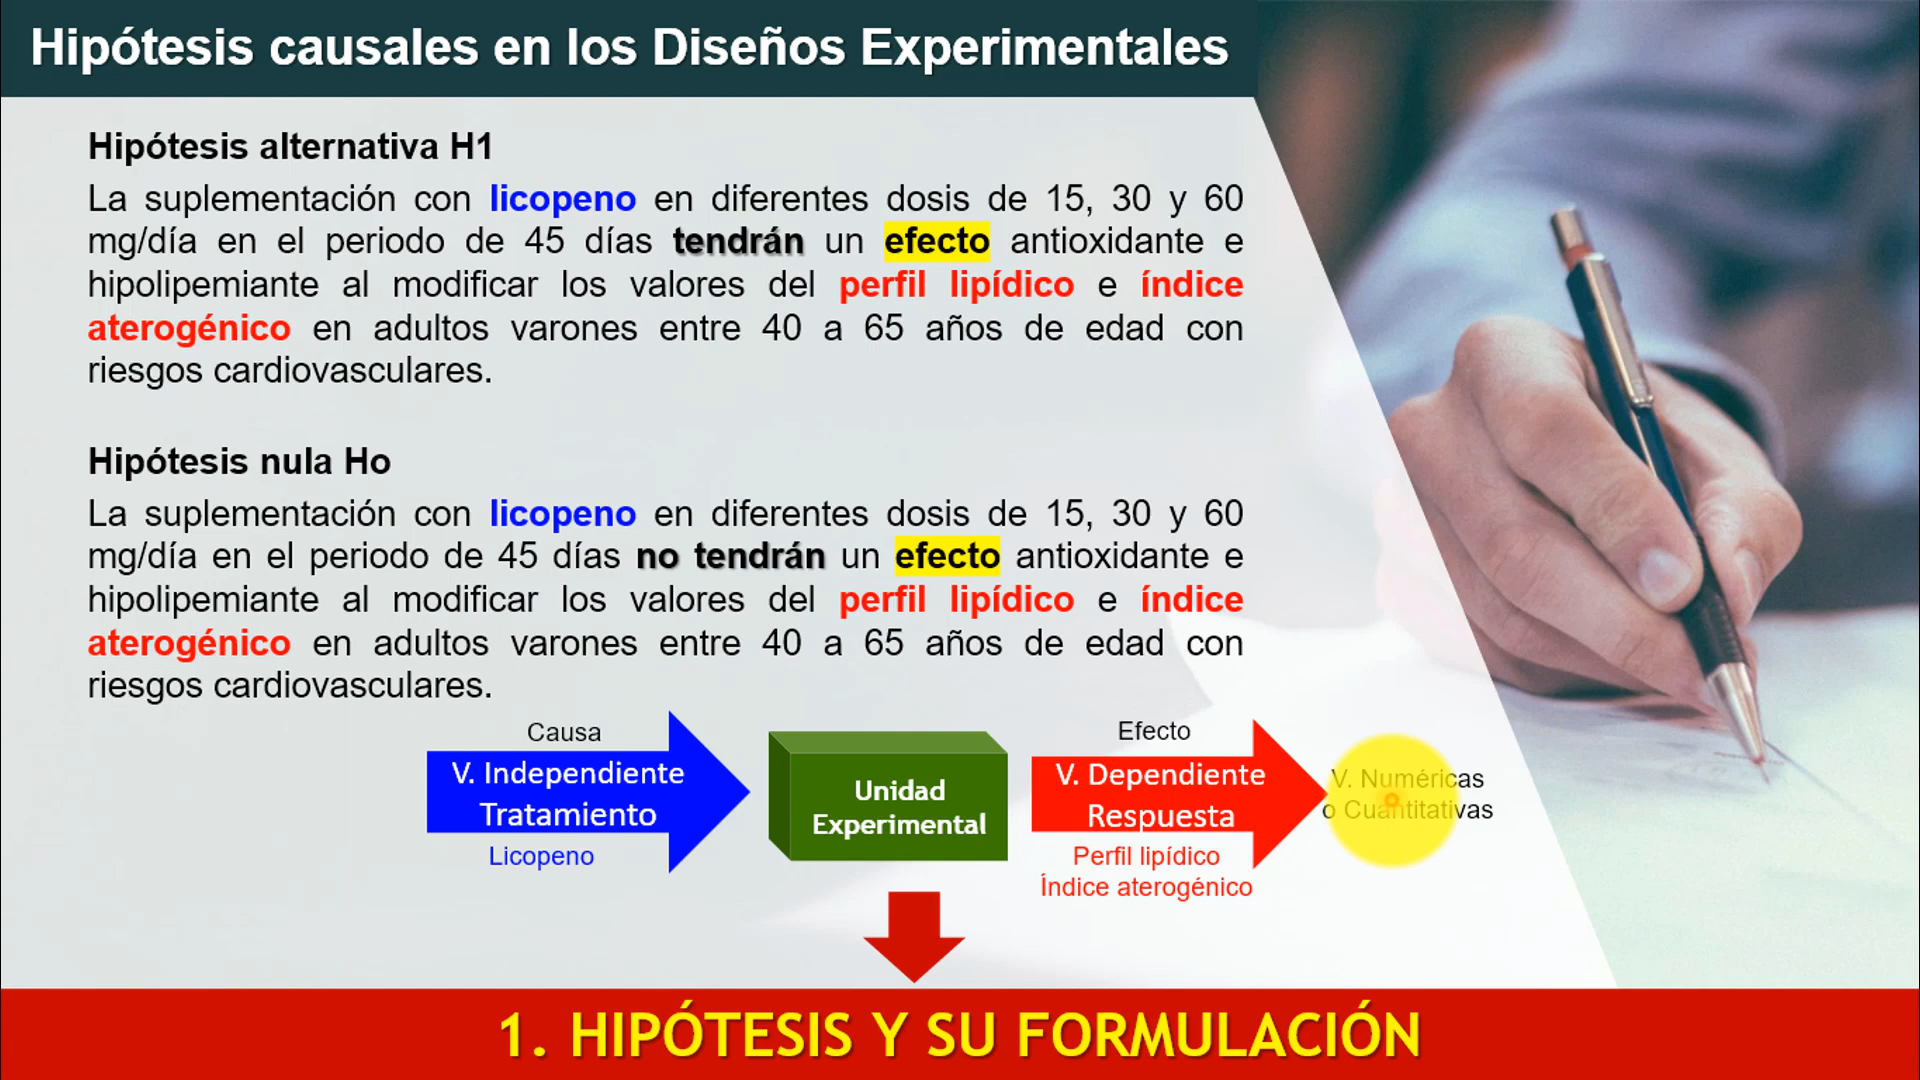 Hipótesis causales en los Diseños Experimentales
Hipótesis alternativa H1
La suplementación con licopeno en diferentes dosis de 15, 30 y 60
mg/día en el periodo de 45 días tendrán un efecto antioxidante e
hipolipemiante al modificar los valores del perfil lipídico e índice
aterogénico en adultos varones entre 40 a 65 años de edad con
riesgos cardiovasculares.
Hipótesis nula Ho
La suplementación con licopeno en diferentes dosis de 15, 30 y 60
mg/día en el periodo de 45 días no tendrán un efecto antioxidante e
hipolipemiante al modificar los valores del perfil lipídico e índice
aterogénico en adultos varones entre 40 a 65 años de edad con
riesgos cardiovasculares.
Causa
V. Independiente
Tratamiento
Licopeno
Unidad
Experimental
Efecto
V. Dependiente
Respuesta
Perfil lipídico
Índice aterogénico
V. Numéricas
o Cuantitativas
1. HIPÓTESIS Y SU FORMULACIÓN